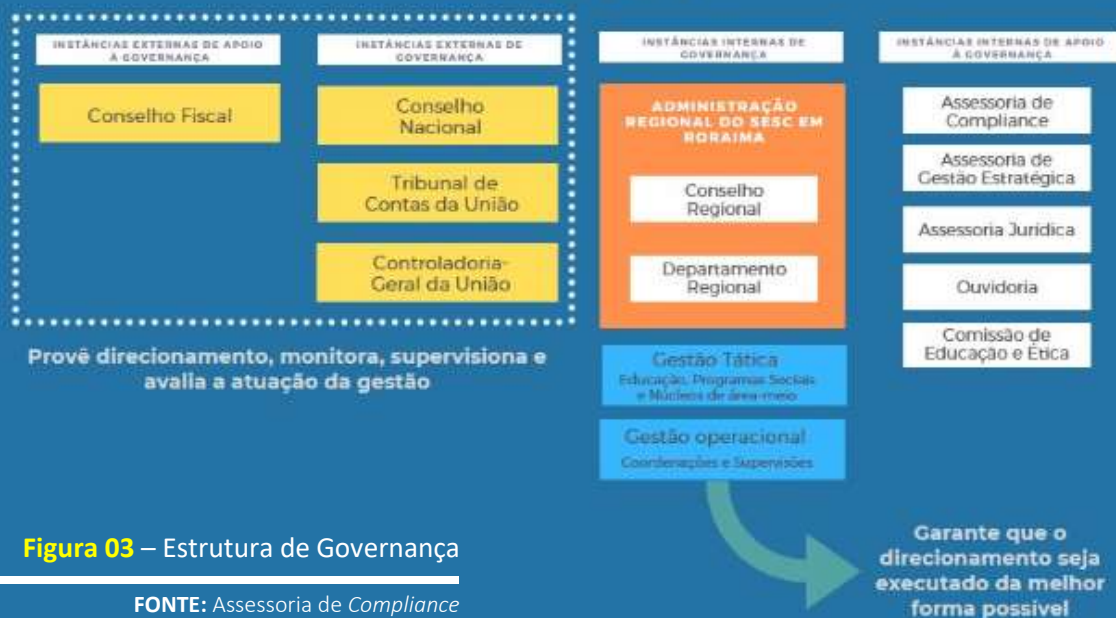 INSTÂNCIAS EXTERNAS DE APOIO
À GOVERNANÇA
Conselho Fiscal
INSTÂNCIAS EXTERNAS DE
GOVERNANÇA
Conselho
Nacional
Tribunal de
Contas da União
Controladoria-
Geral da União
Provê direcionamento, monitora, supervisiona e
avalia a atuação da gestão
INSTÂNCIAS INTERNAS DE
GOVERNANÇA
ADMINISTRAÇÃO
REGIONAL DO SESC EM
RORAIMA
Conselho
Regional
Departamento
Regional
Gestão Tática
Educação, Programas Sociais
e Núcleos de área-meio
Gestão operacional
Coordenações e Supervisões
INSTÂNCIAS INTERNAS DE APOIO
À GOVERNANÇA
Assessoria de
Compliance
Assessoria de
Gestão Estratégica
Assessoria Jurídica
Ouvidoria
Comissão de
Educação e Ética
Garante que o
direcionamento seja
executado da melhor
forma possível
Figura 03 – Estrutura de Governança
FONTE: Assessoria de Compliance